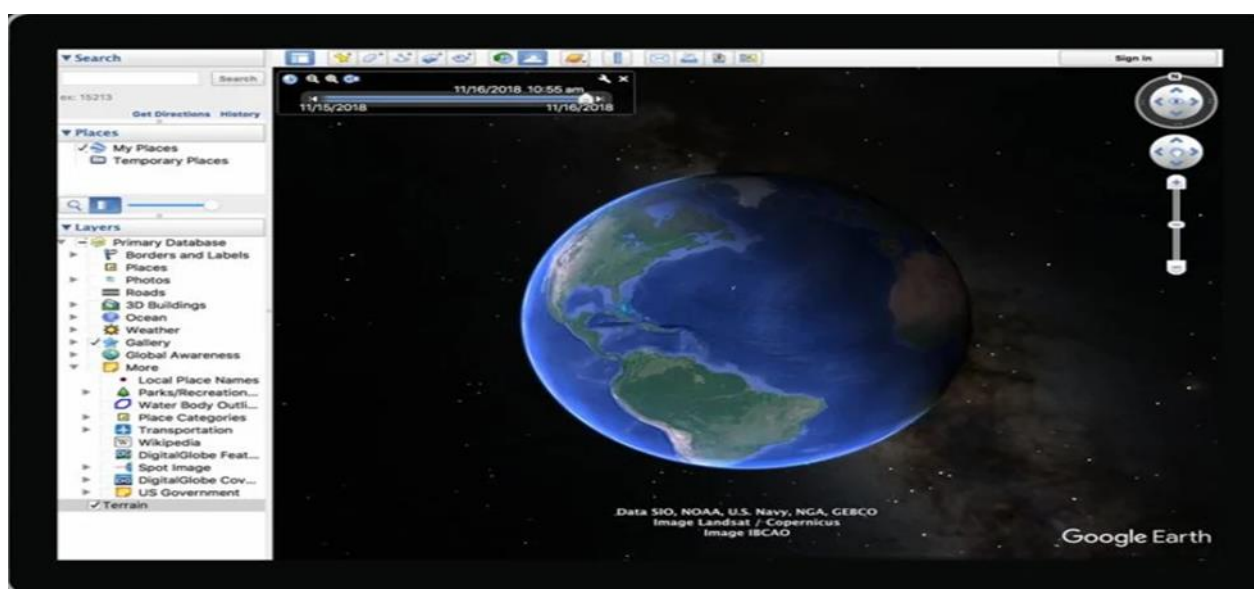 Search
Search
ex: 15213
Get Directions History
Places
My Places
Temporary Places
Layers
Primary Database
Borders and Labels
Places
Photos
Roads
3D Buildings
Ocean
Weather
Gallery
Global Awareness
More
Local Place Names
Parks/Recreation...
Water Body Outli...
Place Categories
Transportation
Wikipedia
DigitalGlobe Feat...
Spot Image
DigitalGlobe Cov...
US Government
Terrain
Sign in
11/16/2018 10:55 am
11/15/2018 11/16/2018
N
Data SIO, NOAA, U.S. Navy, NGA, GEBCO
Image Landsat / Copernicus
Image IBCAO
Google Earth